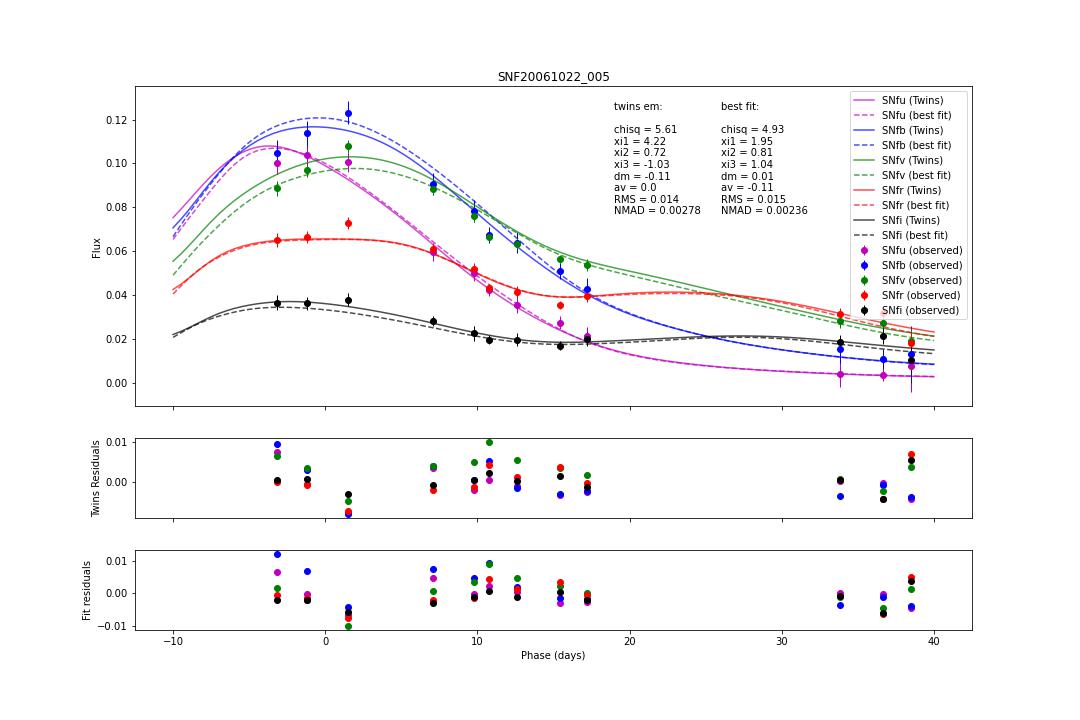 SNF20061022_005
Flux
0.12
0.10
0.08
0.06
0.04
0.02
0.00
twins em:
chisq = 5.61
xi1 = 4.22
xi2 = 0.72
xi3 = -1.03
dm = -0.11
av = 0.0
RMS = 0.014
NMAD = 0.00278
best fit:
chisq = 4.93
xi1 = 1.95
xi2 = 0.81
xi3 = 1.04
dm = 0.01
av = -0.11
RMS = 0.015
NMAD = 0.00236
SNfu (Twins)
SNfu (best fit)
SNfb (Twins)
SNfb (best fit)
SNfv (Twins)
SNfv (best fit)
SNfr (Twins)
SNfr (best fit)
SNfi (Twins)
SNfi (best fit)
SNfu (observed)
SNfb (observed)
SNfv (observed)
SNfr (observed)
SNfi (observed)
Twins Residuals
0.01
0.00
Fit residuals
0.01
0.00
−0.01
−10
0
10
20
30
40
Phase (days)